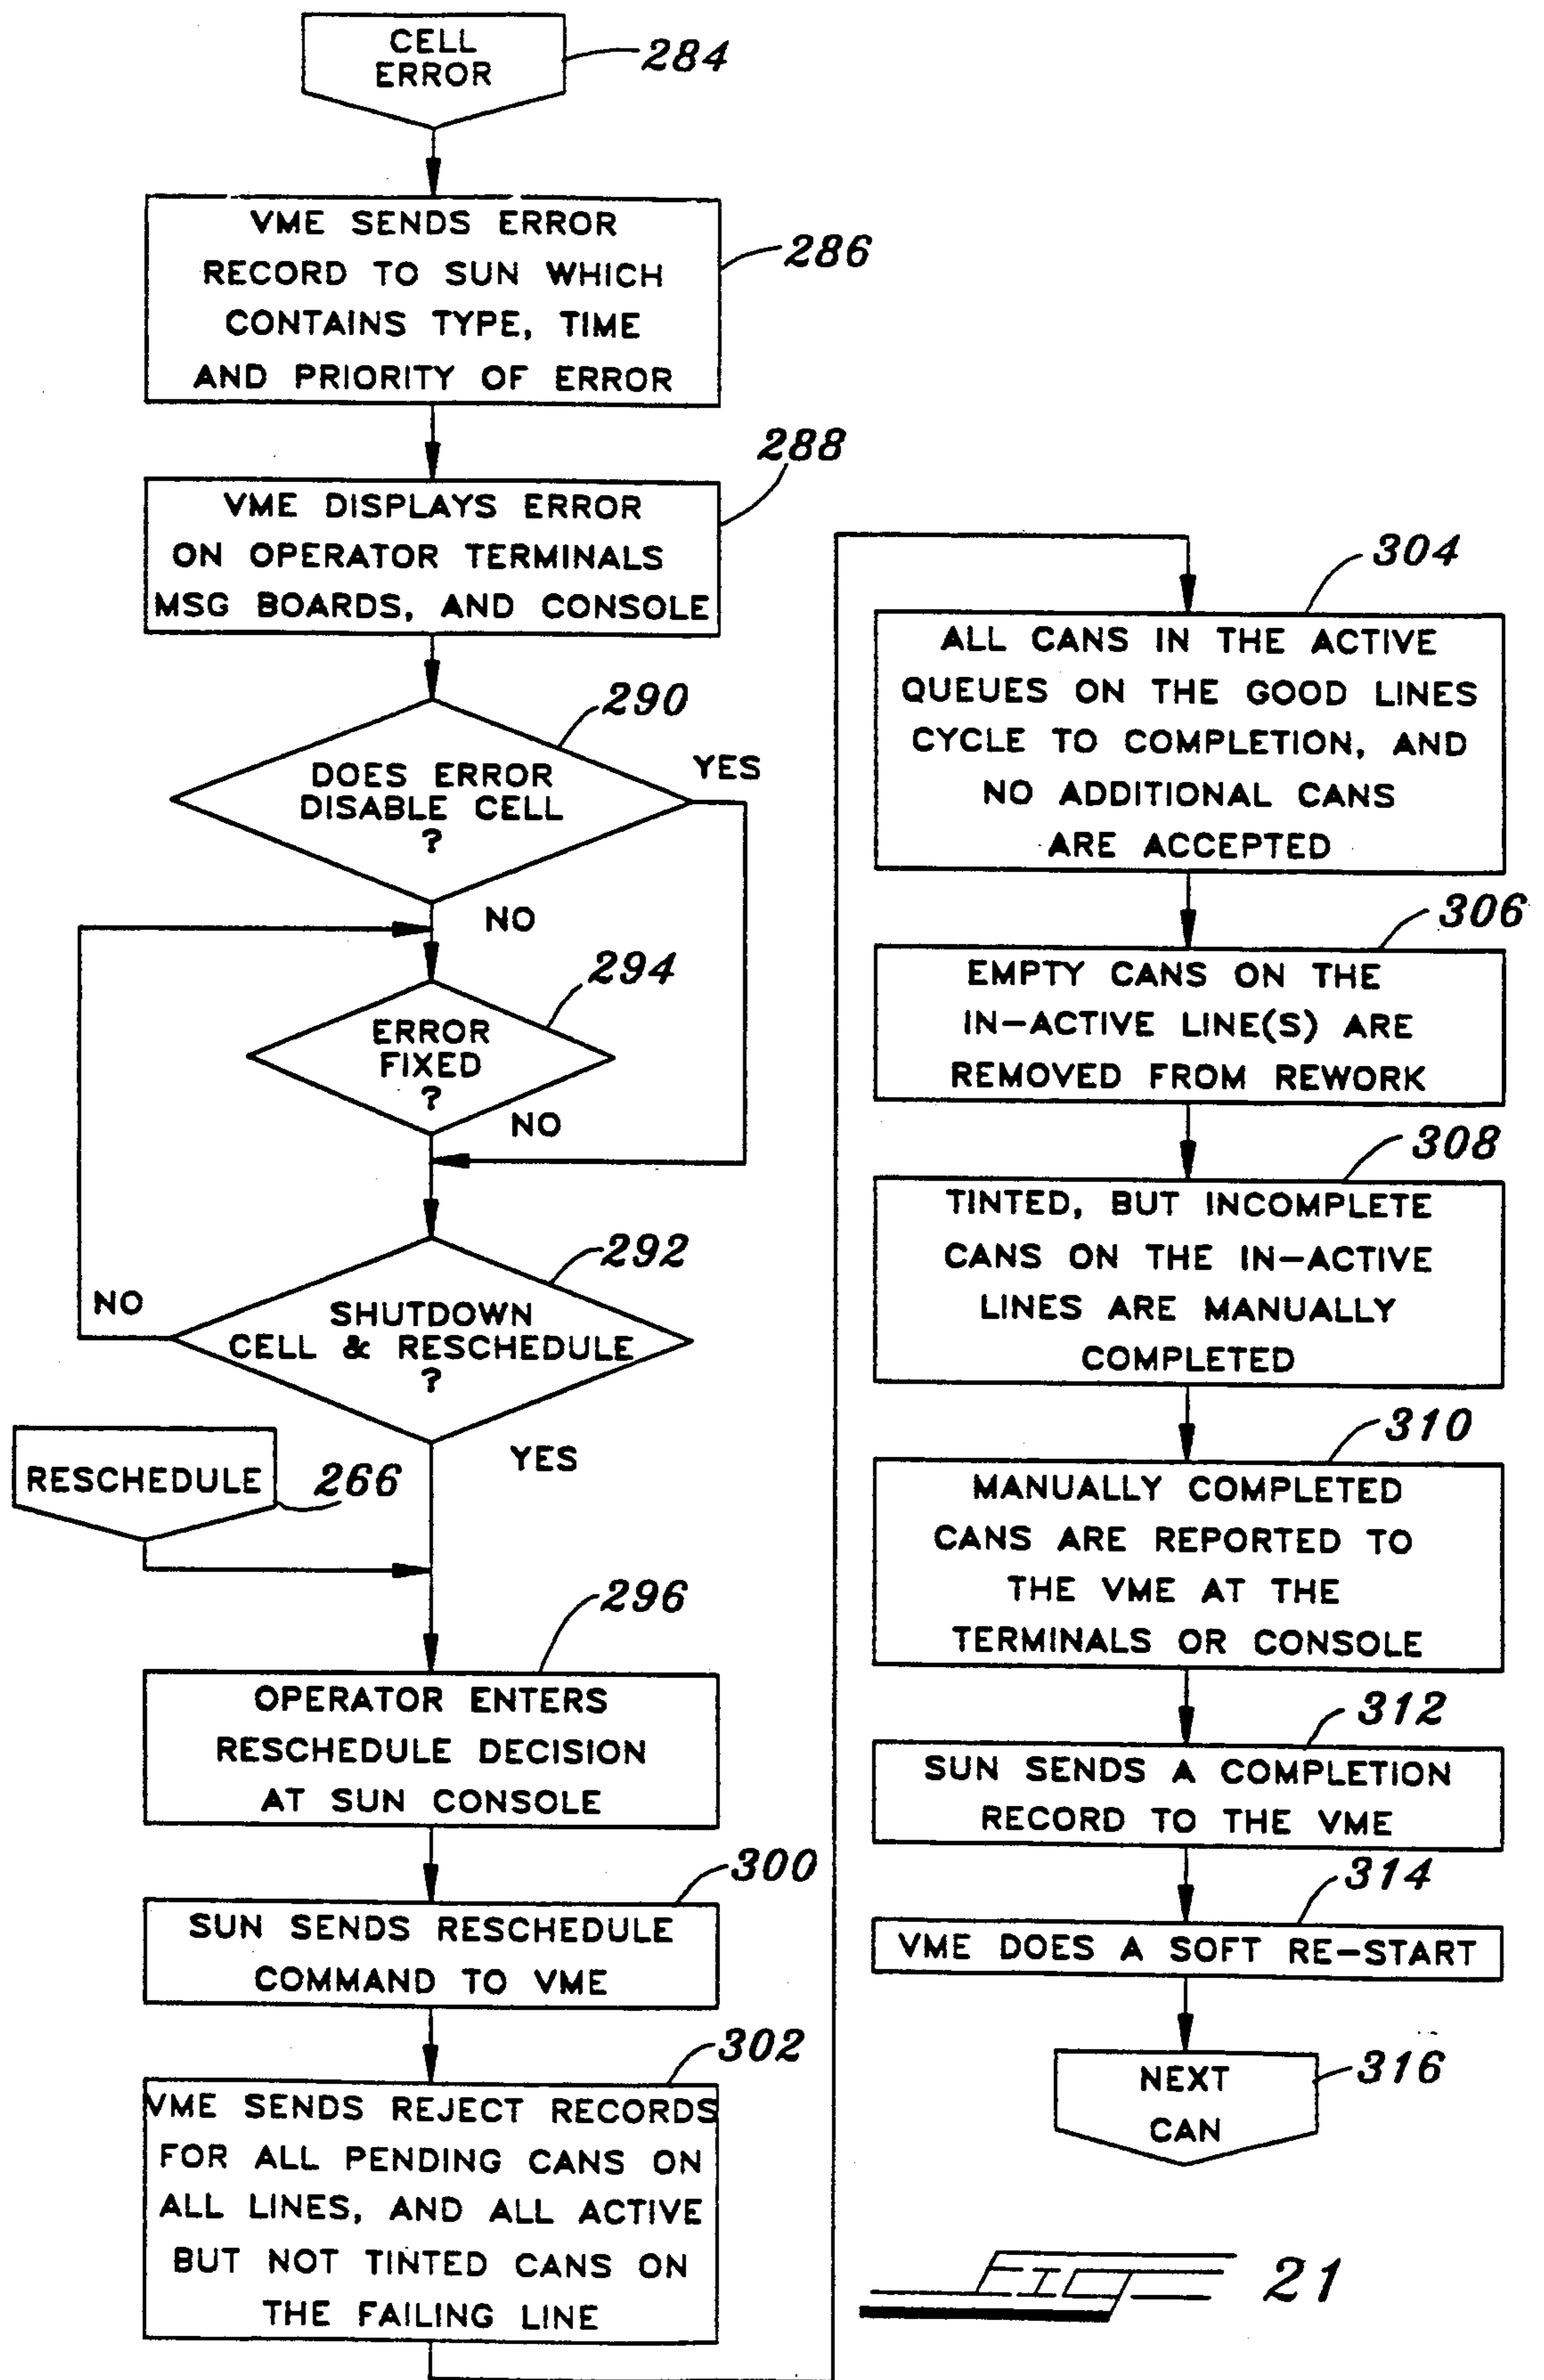 CELL
ERROR
284
VME SENDS ERROR
RECORD TO SUN WHICH
CONTAINS TYPE, TIME
AND PRIORITY OF ERROR
286
VME DISPLAYS ERROR
ON OPERATOR TERMINALS
MSG BOARDS, AND CONSOLE
288
DOES ERROR
DISABLE CELL
?
290
YES
NO
ERROR
FIXED
?
294
NO
SHUTDOWN
CELL & RESCHEDULE
?
292
NO
YES
RESCHEDULE
266
OPERATOR ENTERS
RESCHEDULE DECISION
AT SUN CONSOLE
296
SUN SENDS RESCHEDULE
COMMAND TO VME
300
VME SENDS REJECT RECORDS
FOR ALL PENDING CANS ON
ALL LINES, AND ALL ACTIVE
BUT NOT TINTED CANS ON
THE FAILING LINE
302
ALL CANS IN THE ACTIVE
QUEUES ON THE GOOD LINES
CYCLE TO COMPLETION, AND
NO ADDITIONAL CANS
ARE ACCEPTED
304
EMPTY CANS ON THE
IN-ACTIVE LINE(S) ARE
REMOVED FROM REWORK
306
TINTED, BUT INCOMPLETE
CANS ON THE IN-ACTIVE
LINES ARE MANUALLY
COMPLETED
308
MANUALLY COMPLETED
CANS ARE REPORTED TO
THE VME AT THE
TERMINALS OR CONSOLE
310
SUN SENDS A COMPLETION
RECORD TO THE VME
312
VME DOES A SOFT RE-START
314
NEXT
CAN
316
FIG 21